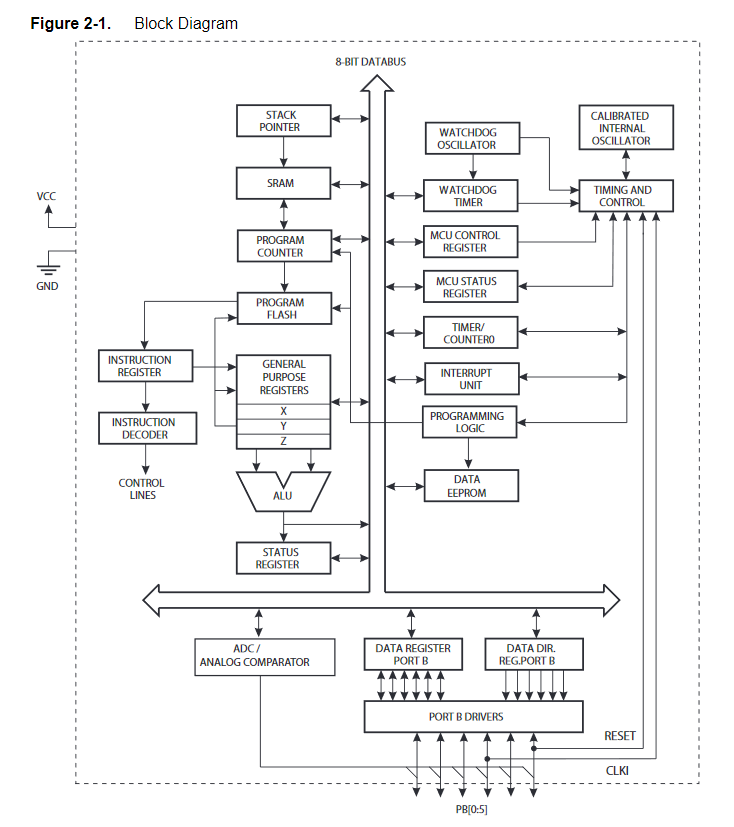 Figure 2-1. Block Diagram
8-BIT DATABUS
STACK
POINTER
SRAM
PROGRAM
COUNTER
PROGRAM
FLASH
INSTRUCTION
REGISTER
GENERAL
PURPOSE
REGISTERS
X
Y
Z
INSTRUCTION
DECODER
CONTROL
LINES
ALU
STATUS
REGISTER
VCC
GND
WATCHDOG
OSCILLATOR
CALIBRATED
INTERNAL
OSCILLATOR
WATCHDOG
TIMER
TIMING AND
CONTROL
MCU CONTROL
REGISTER
MCU STATUS
REGISTER
TIMER/
COUNTER0
INTERRUPT
UNIT
PROGRAMMING
LOGIC
DATA
EEPROM
ADC /
ANALOG COMPARATOR
DATA REGISTER
PORT B
DATA DIR.
REG.PORT B
PORT B DRIVERS
RESET
CLKI
PB[0:5]